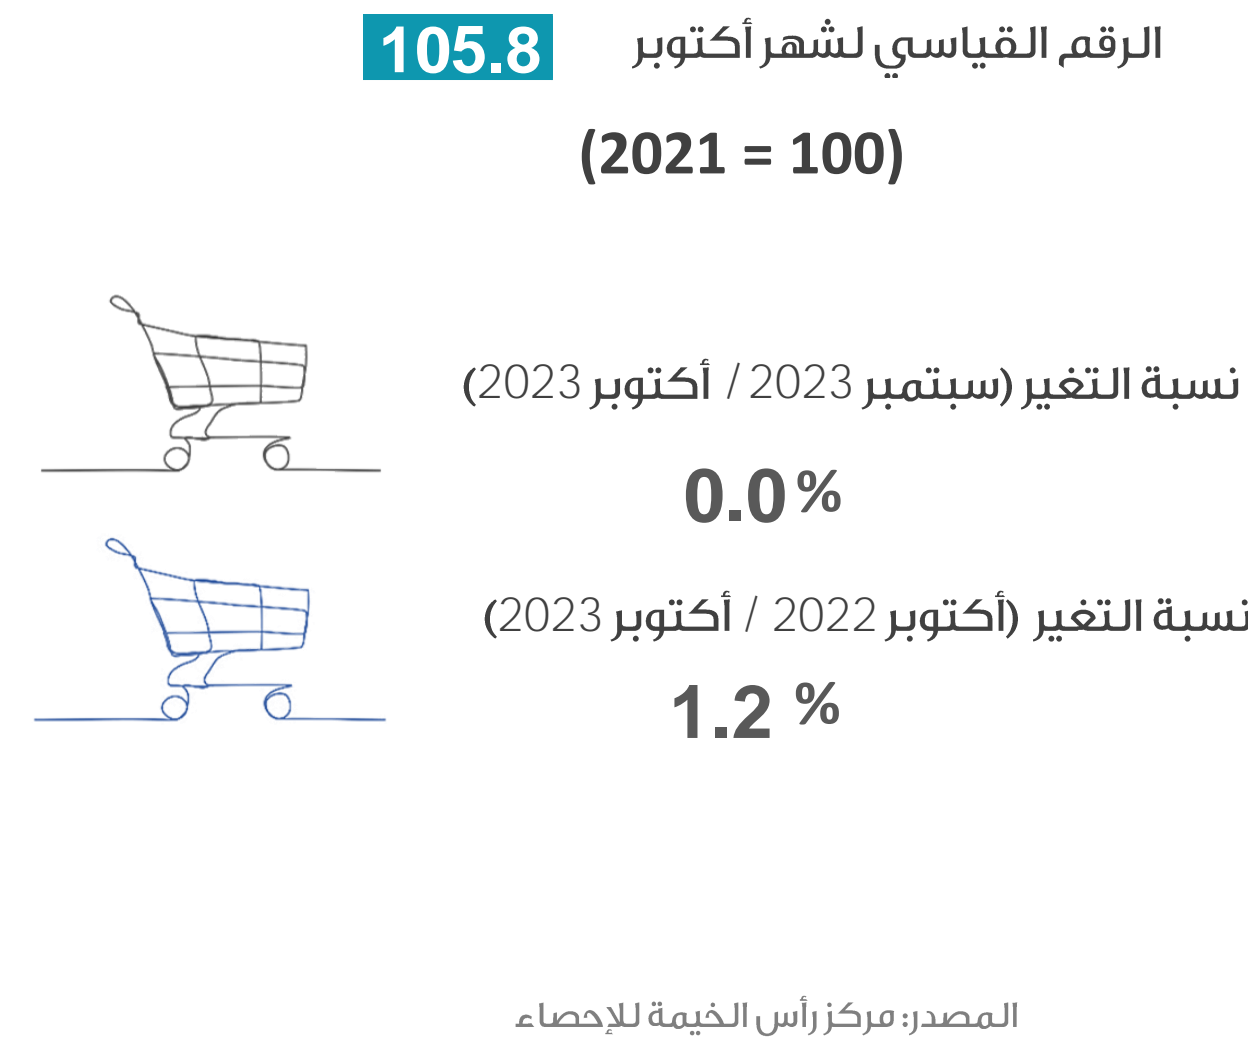 الرقم القياسي لشهر أكتوبر 105.8
(2021 = 100)
نسبة التغير (سبتمبر 2023 / أكتوبر 2023)
0.0 %
نسبة التغير (أكتوبر 2022 / أكتوبر 2023)
1.2 %
المصدر: مركز رأس الخيمة للإحصاء